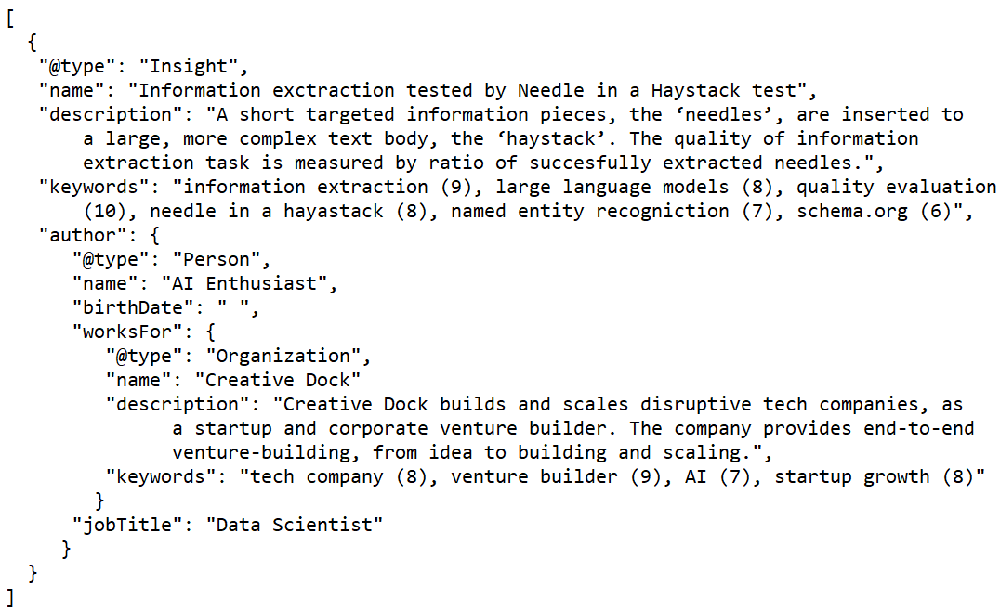 [
  {
   "@type": "Insight",
   "name": "Information exctraction tested by Needle in a Haystack test",
   "description": "A short targeted information pieces, the ‘needles’, are inserted to
       a large, more complex text body, the ‘haystack’. The quality of information
       extraction task is measured by ratio of succesfully extracted needles.",
   "keywords": "information extraction (9), large language models (8), quality evaluation
       (10), needle in a hayastack (8), named entity recogniction (7), schema.org (6)",
   "author": {
      "@type": "Person",
      "name": "AI Enthusiast",
      "birthDate": " ",
      "worksFor": {
         "@type": "Organization",
         "name": "Creative Dock"
         "description": "Creative Dock builds and scales disruptive tech companies, as
               a startup and corporate venture builder. The company provides end-to-end
               venture-building, from idea to building and scaling.",
         "keywords": "tech company (8), venture builder (9), AI (7), startup growth (8)"
        }
      "jobTitle": "Data Scientist"
     }
  }
]